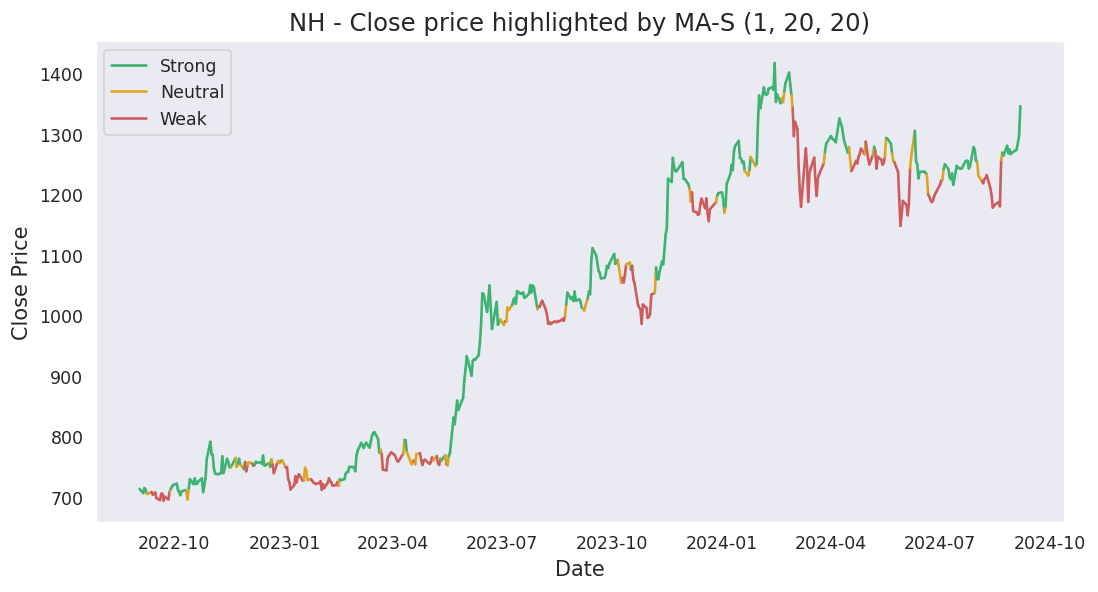 NH - Close price highlighted by MA-S (1, 20, 20)
Strong
Neutral
Weak
1400
1300
1200
1100
1000
900
800
700
Close Price
2022-10 2023-01 2023-04 2023-07 2023-10 2024-01 2024-04 2024-07 2024-10
Date